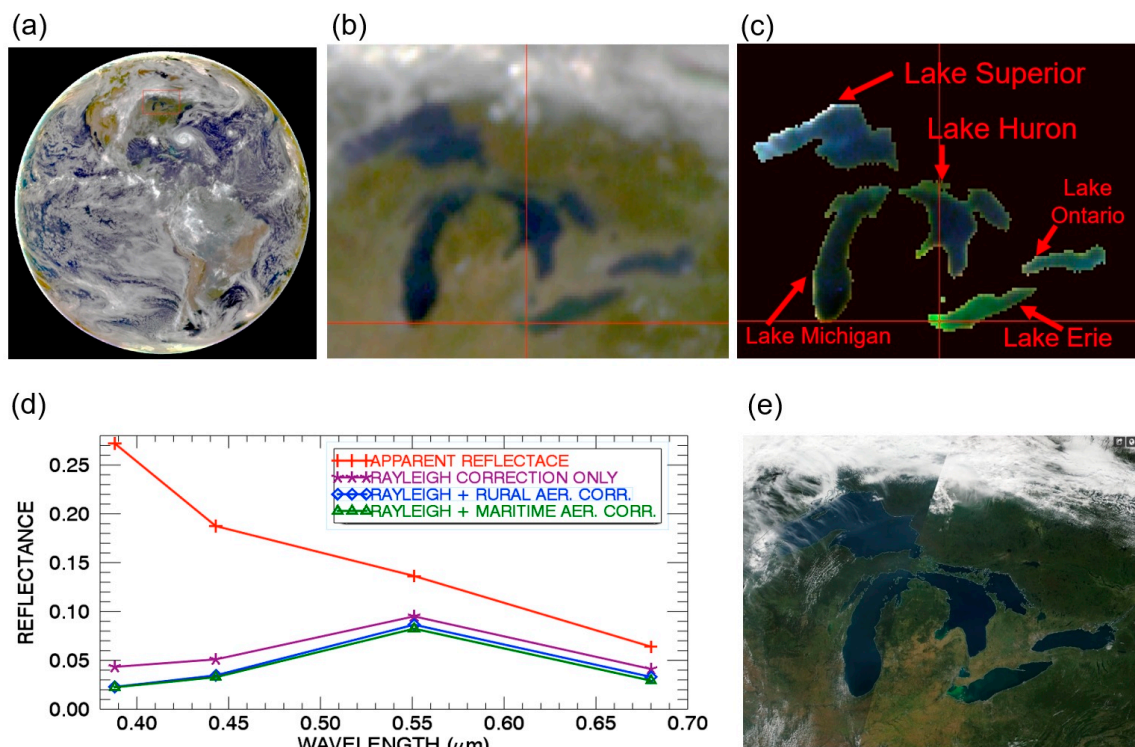 (a)
(b)
(c)
Lake Superior
Lake Huron
Lake
Ontario
Lake Michigan
Lake Erie
(d)
APPARENT REFLECTACE
RAYLEIGH CORRECTION ONLY
RAYLEIGH + RURAL AER. CORR.
RAYLEIGH + MARITIME AER. CORR.
REFLECTANCE
0.25
0.20
0.15
0.10
0.05
0.00
0.40 0.45 0.50 0.55 0.60 0.65 0.70
WAVELENGTH (μm)
(e)